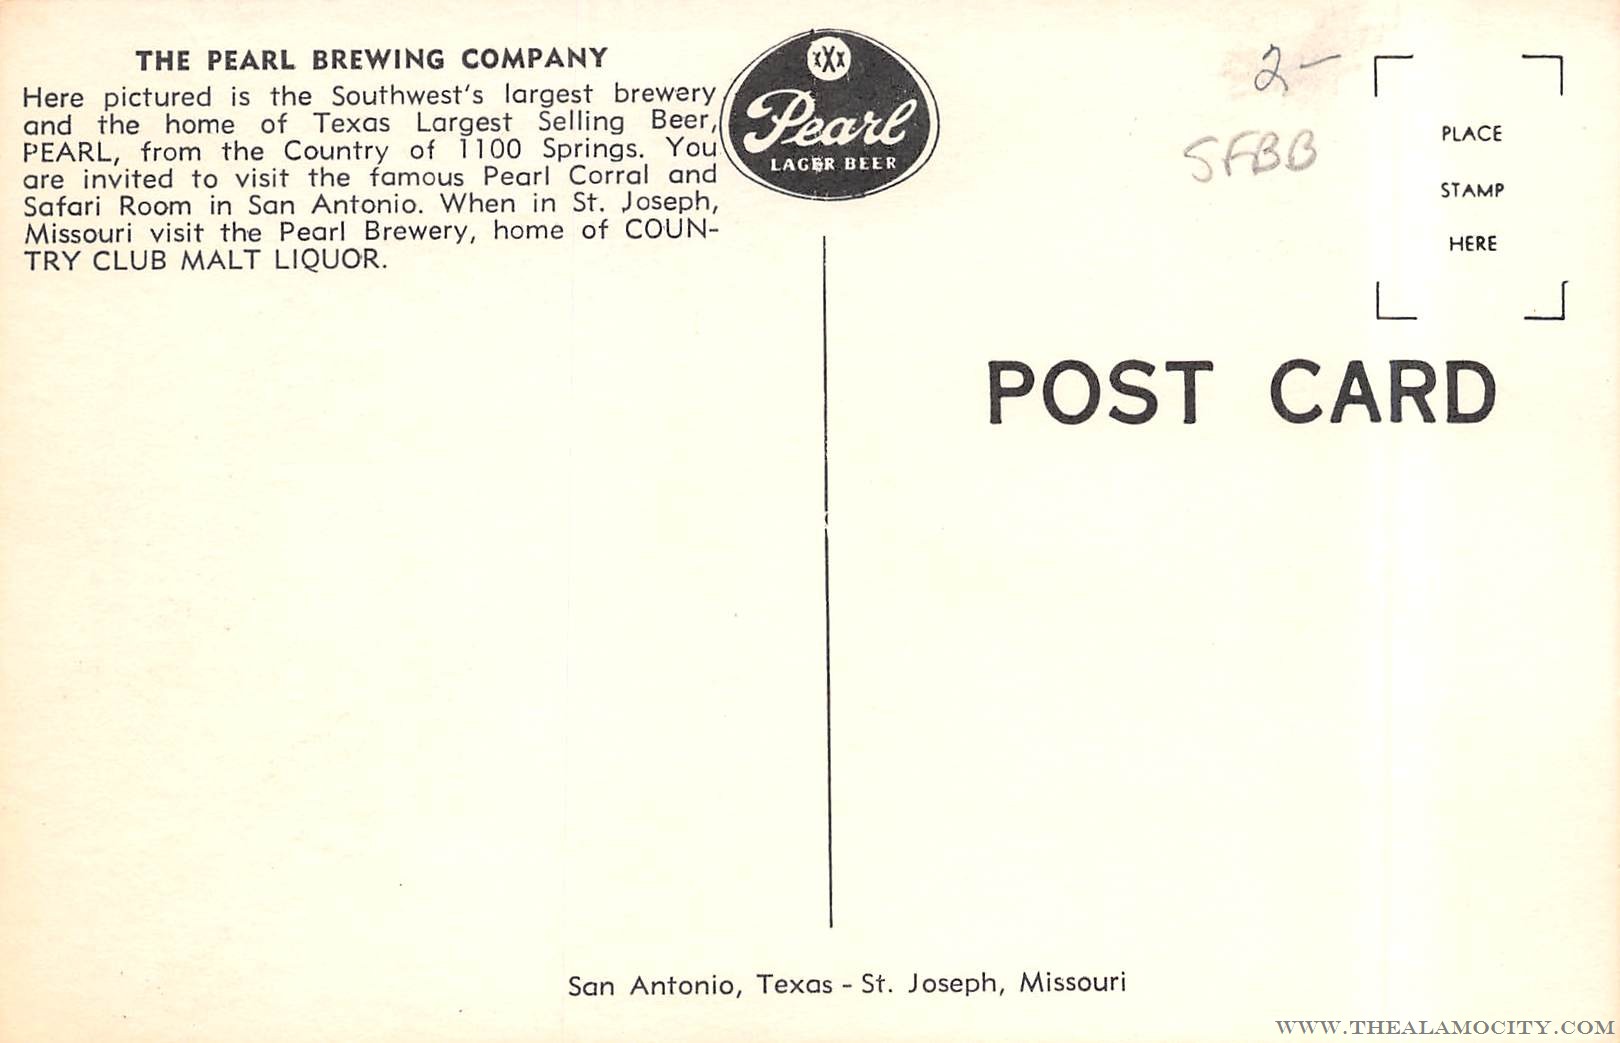 THE PEARL BREWING COMPANY
Here pictured is the Southwest's largest brewery
and the home of Texas Largest Selling Beer,
PEARL, from the Country of 1100 Springs. You
are invited to visit the famous Pearl Corral and
Safari Room in San Antonio. When in St. Joseph,
Missouri visit the Pearl Brewery, home of COUN-
TRY CLUB MALT LIQUOR.
XXX
Pearl
LAGER BEER
2-
SFBB
PLACE
STAMP
HERE
POST CARD
San Antonio, Texas - St. Joseph, Missouri
WWW.THEALAMOCITY.COM